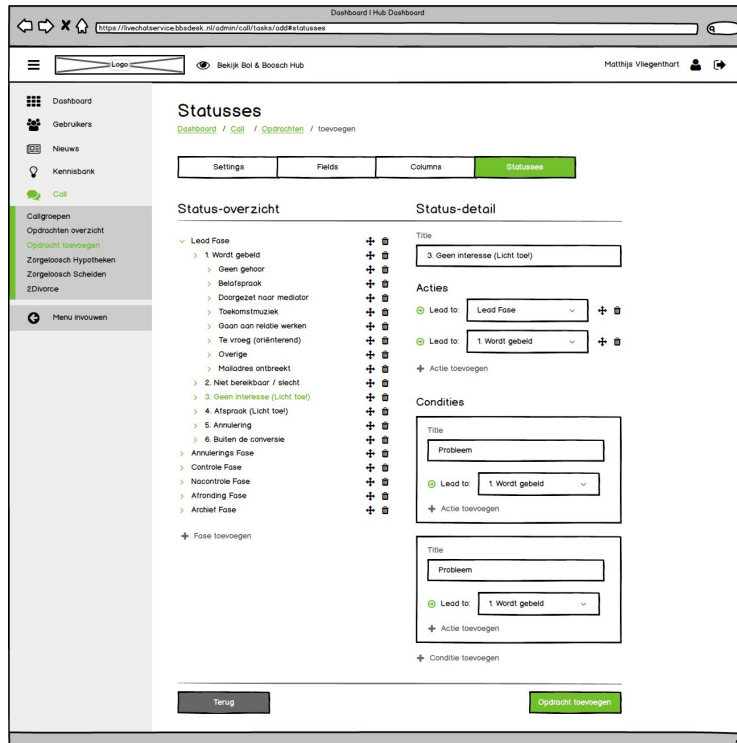 Dashboard I Hub Dashboard
https://livechatservice.bbsdesk.nl/admin/call/tasks/add#statusses
Logo
Bekijk Bol & Boosch Hub
Matthijs Vliegenthart
Dashboard
Gebruikers
Nieuws
Kennisbank
Call
Callgroepen
Opdrachten overzicht
Opdracht toevoegen
Zorgeloosch Hypotheken
Zorgeloosch Scheiden
2Divorce
Menu invouwen
Statusses
Dashboard / Call / Opdrachten / toevoegen
Settings
Fields
Columns
Statusses
Status-overzicht
Lead Fase
1. Wordt gebeld
Geen gehoor
Belafspraak
Doorgezet naar mediator
Toekomstmuziek
Gaan aan relatie werken
Te vroeg (oriënterend)
Overige
Mailadres ontbreekt
2. Niet bereikbaar / slecht
3. Geen interesse (Licht toe!)
4. Afspraak (Licht toe!)
5. Annulering
6. Buiten de conversie
Annulerings Fase
Controle Fase
Nacontrole Fase
Afronding Fase
Archief Fase
Fase toevoegen
Status-detail
Title
3. Geen interesse (Licht toe!)
Acties
Lead to: Lead Fase
Lead to: 1. Wordt gebeld
Actie toevoegen
Condities
Title
Probleem
Lead to: 1. Wordt gebeld
Actie toevoegen
Title
Probleem
Lead to: 1. Wordt gebeld
Actie toevoegen
Conditie toevoegen
Terug
Opdracht toevoegen